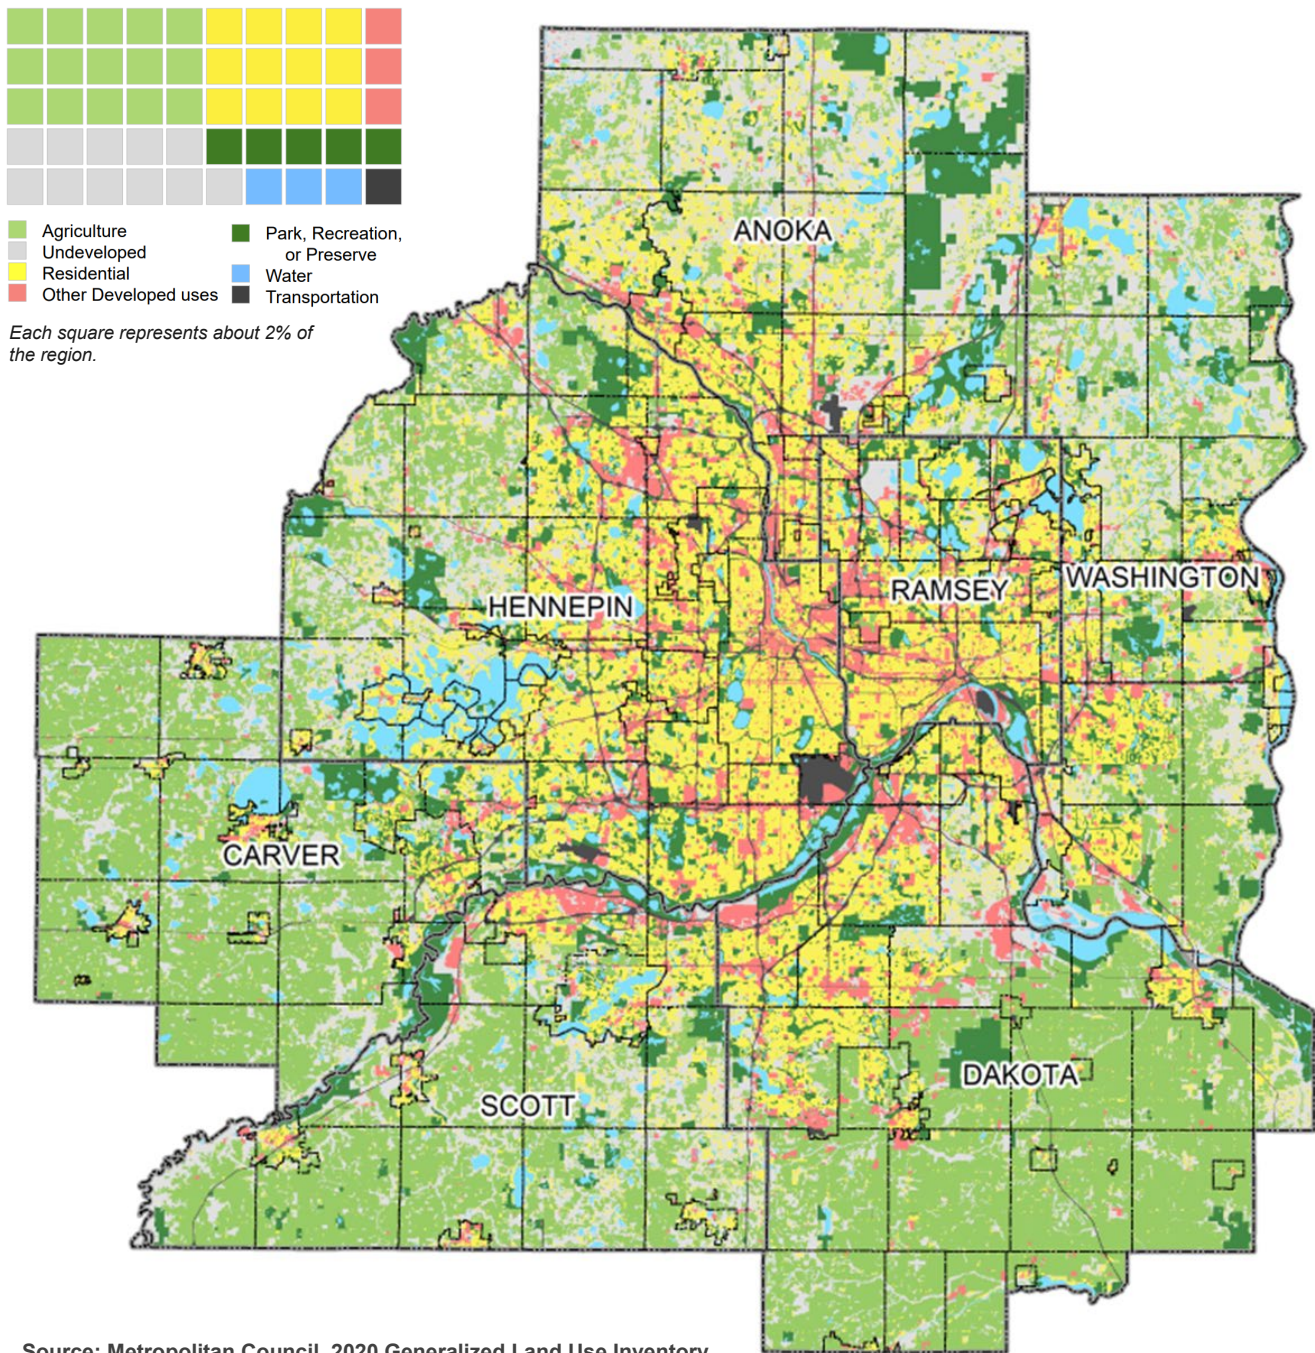 Agriculture
Undeveloped
Residential
Other Developed uses
Park, Recreation,
or Preserve
Water
Transportation
Each square represents about 2% of
the region.
ANOKA
HENNEPIN
RAMSEY
WASHINGTON
CARVER
SCOTT
DAKOTA
Source: Metropolitan Council, 2020 Generalized Land Use Inventory